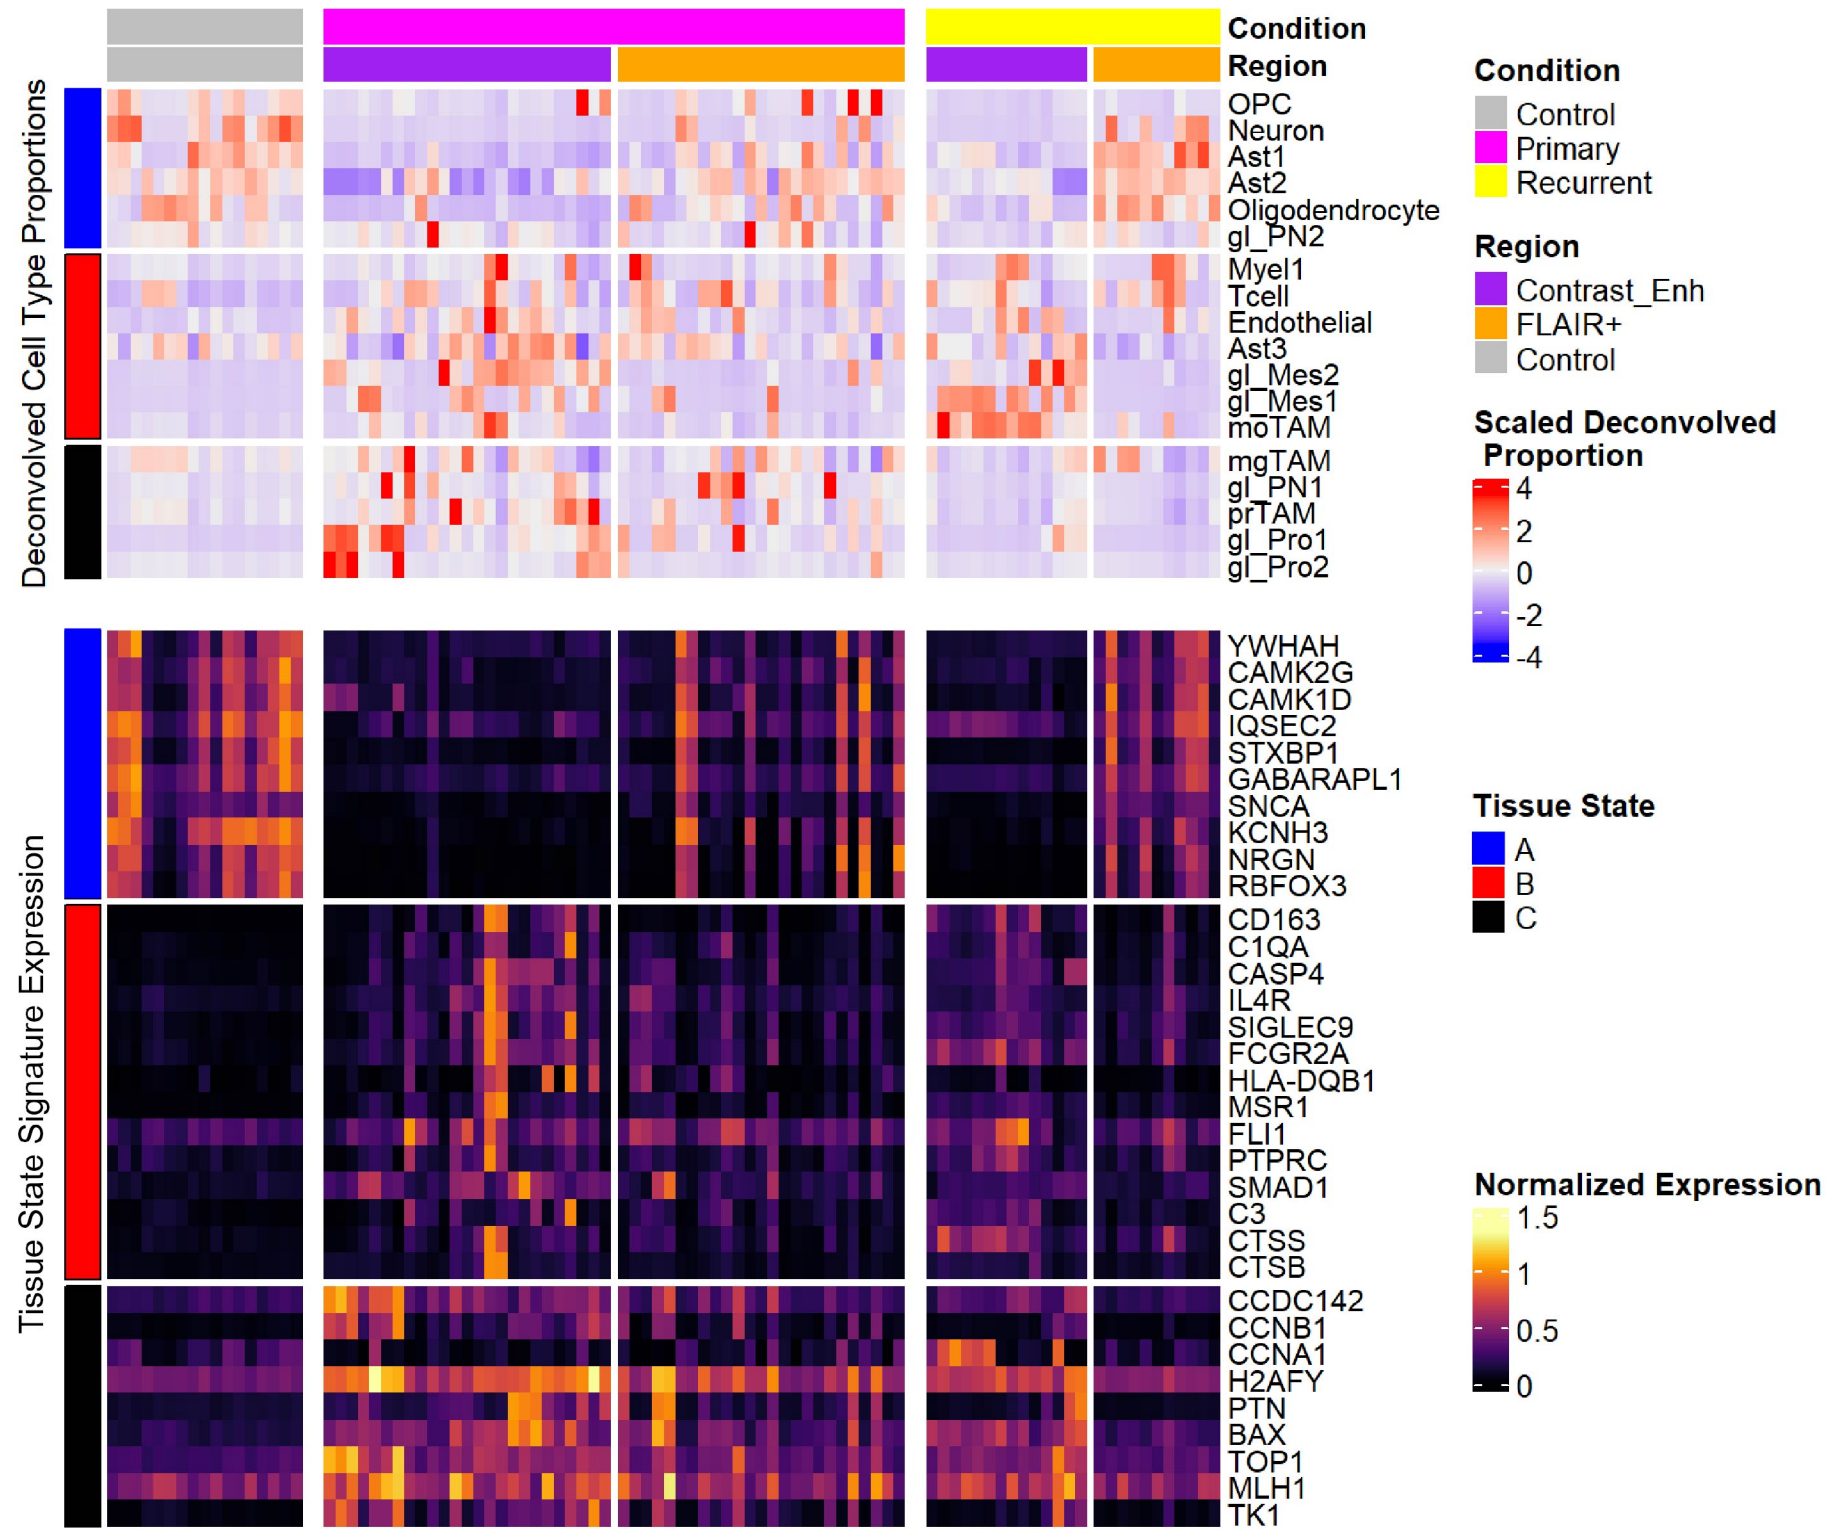 Condition
Region
Deconvolved Cell Type Proportions
OPC
Neuron
Ast1
Ast2
Oligodendrocyte
gl_PN2
Myel1
Tcell
Endothelial
Ast3
gl_Mes2
gl_Mes1
moTAM
mgTAM
gl_PN1
prTAM
gl_Pro1
gl_Pro2
Tissue State Signature Expression
YWHAH
CAMK2G
CAMK1D
IQSEC2
STXBP1
GABARAPL1
SNCA
KCNH3
NRGN
RBFOX3
CD163
C1QA
CASP4
IL4R
SIGLEC9
FCGR2A
HLA-DQB1
MSR1
FLI1
PTPRC
SMAD1
C3
CTSS
CTSB
CCDC142
CCNB1
CCNA1
H2AFY
PTN
BAX
TOP1
MLH1
TK1
Condition
Control
Primary
Recurrent
Region
Contrast_Enh
FLAIR+
Control
Scaled Deconvolved
Proportion
4
2
0
-2
-4
Tissue State
A
B
C
Normalized Expression
1.5
1
0.5
0